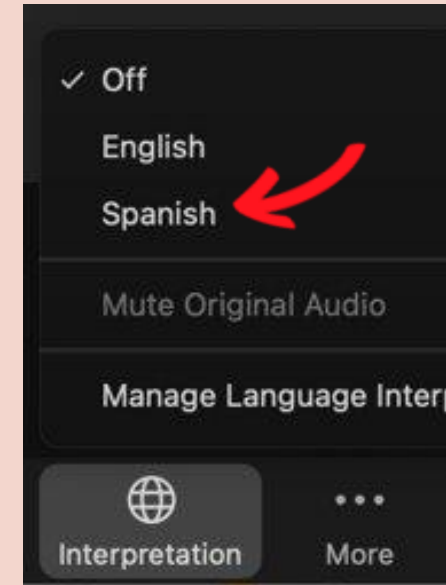 ✓ Off
English
Spanish
Mute Original Audio
Manage Language Interp
Interpretation
More